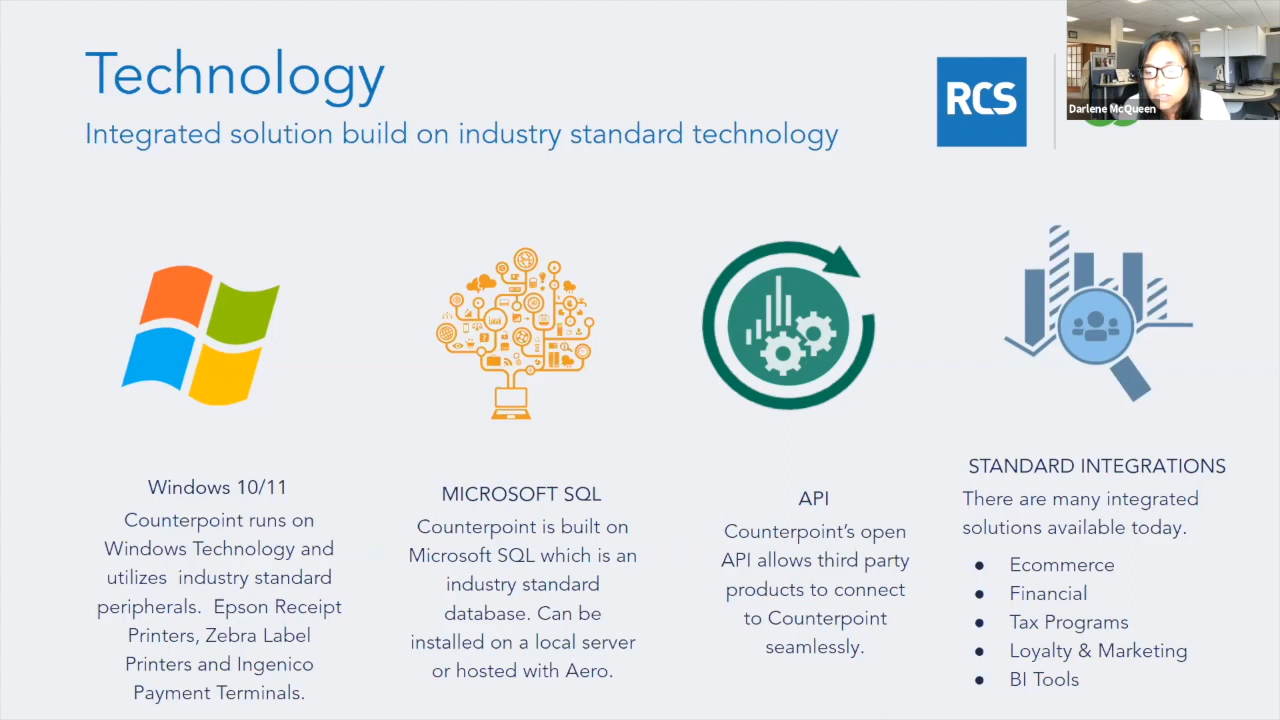 Technology
Integrated solution build on industry standard technology
RCS
Darlene McQueen
Windows 10/11
Counterpoint runs on
Windows Technology and
utilizes industry standard
peripherals. Epson Receipt
Printers, Zebra Label
Printers and Ingenico
Payment Terminals.
MICROSOFT SQL
Counterpoint is built on
Microsoft SQL which is an
industry standard
database. Can be
installed on a local server
or hosted with Aero.
API
Counterpoint's open
API allows third party
products to connect
to Counterpoint
seamlessly.
STANDARD INTEGRATIONS
There are many integrated
solutions available today.
● Ecommerce
● Financial
● Tax Programs
● Loyalty & Marketing
● BI Tools